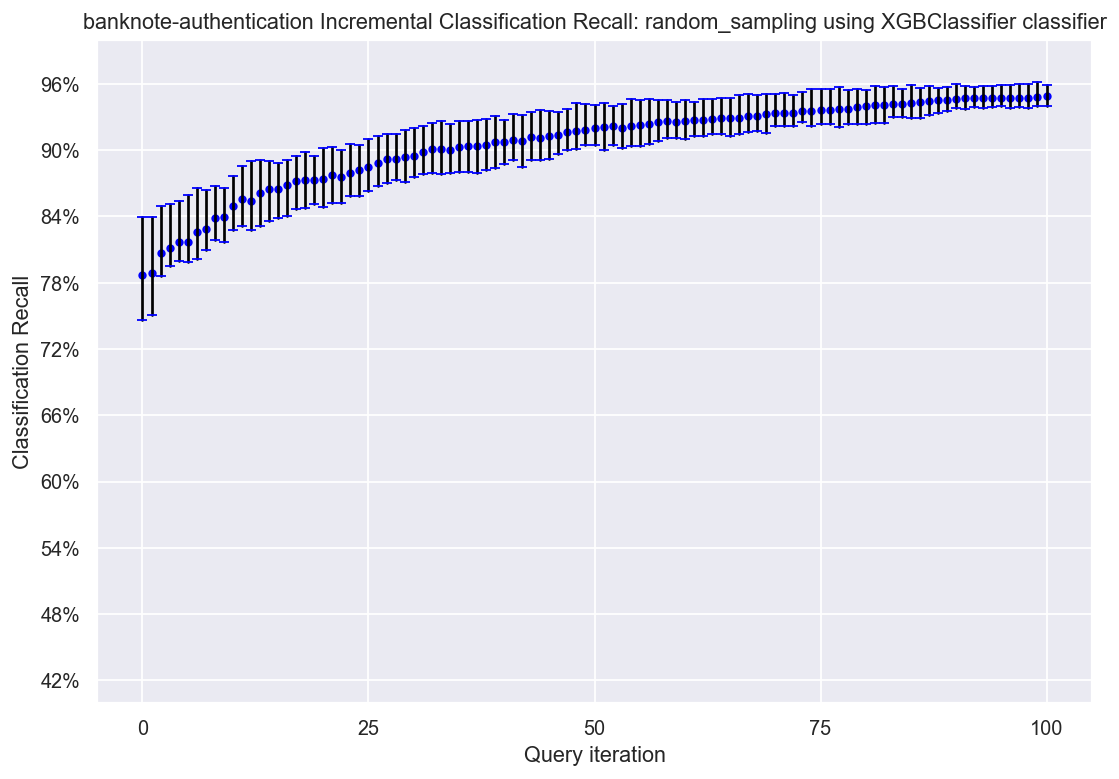 banknote-authentication Incremental Classification Recall: random_sampling using XGBClassifier classifier
96%
90%
84%
78%
72%
66%
60%
54%
48%
42%
Classification Recall
0 25 50 75 100
Query iteration